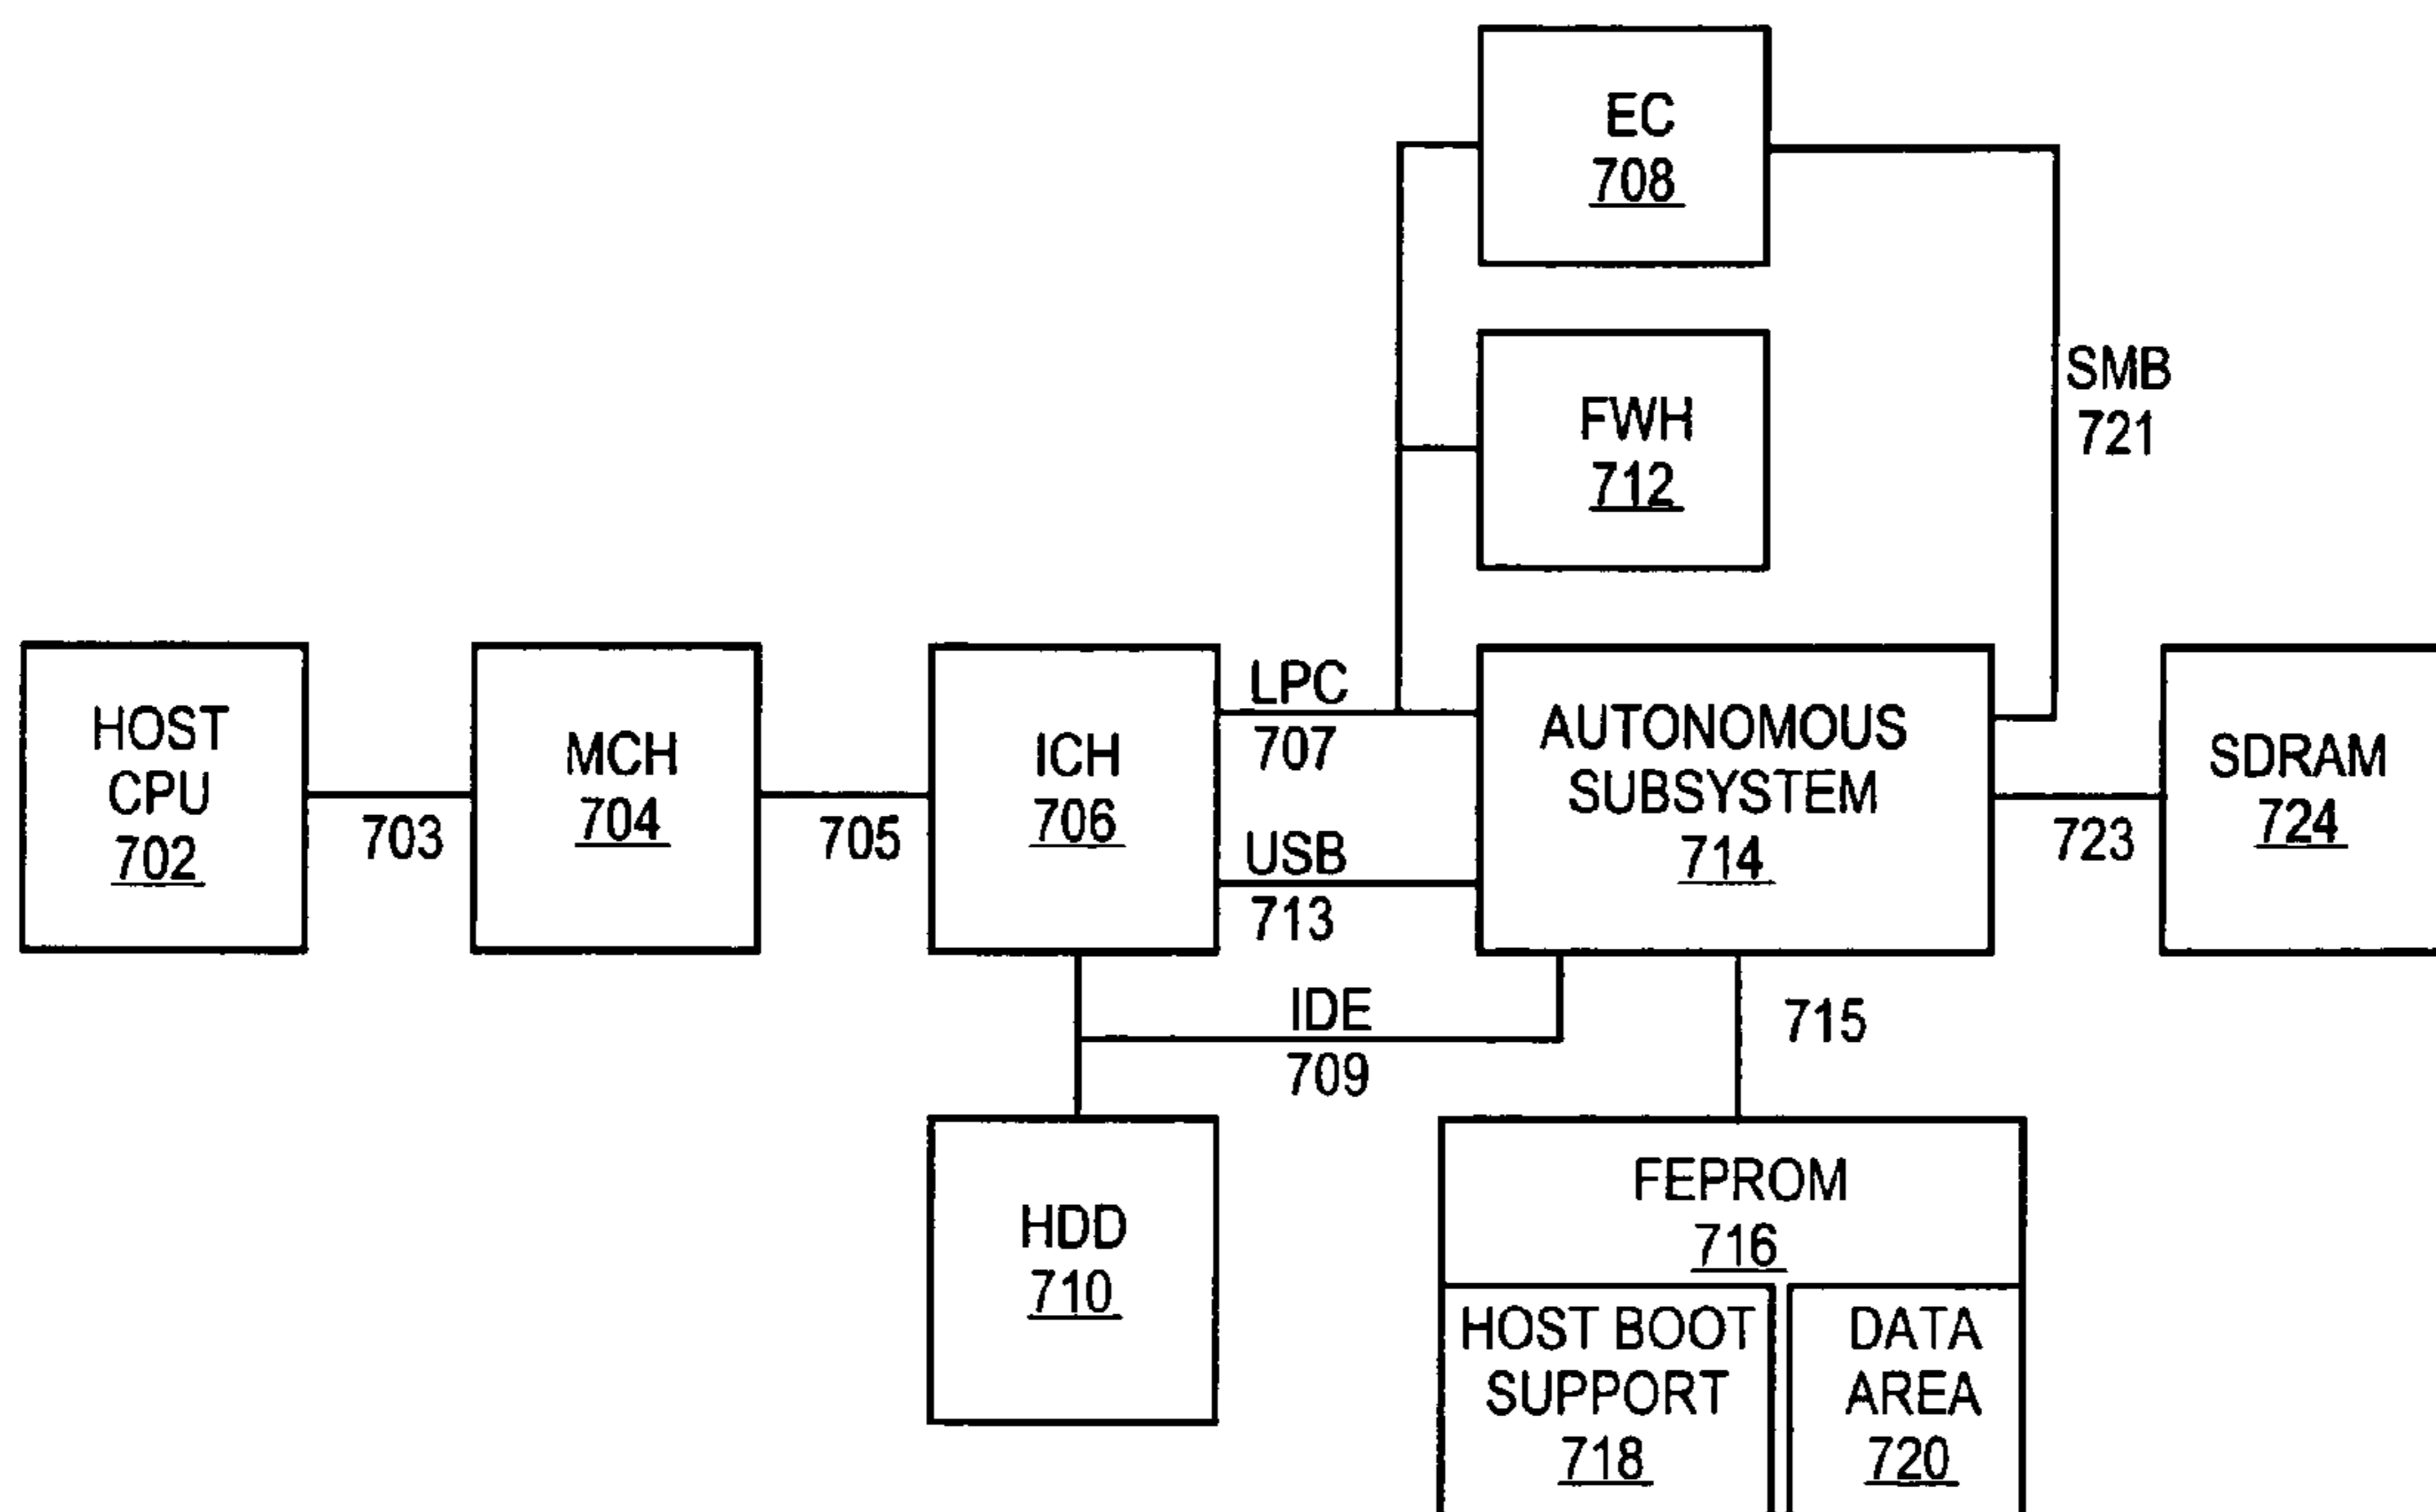 EC
708
FWH
712
SMB
721
HOST
CPU
702
703
MCH
704
705
ICH
706
LPC
707
USB
713
AUTONOMOUS
SUBSYSTEM
714
723
SDRAM
724
IDE
709
715
HDD
710
FEPROM
716
HOST BOOT
SUPPORT
718
DATA
AREA
720